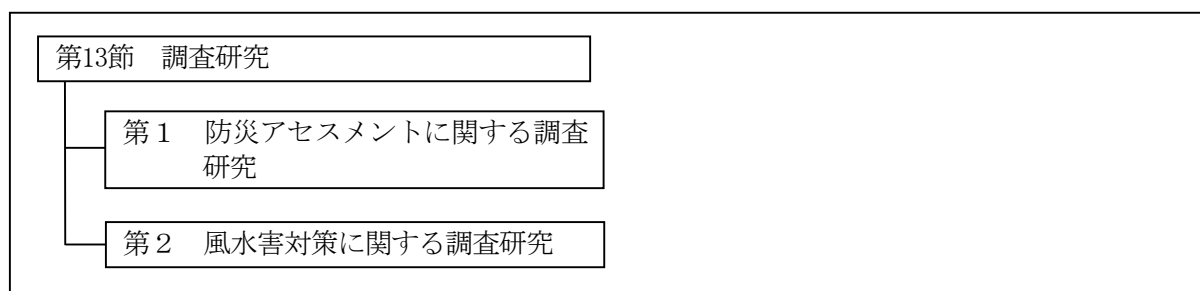 第13節　調査研究
第１　防災アセスメントに関する調査
研究
第２　風水害対策に関する調査研究